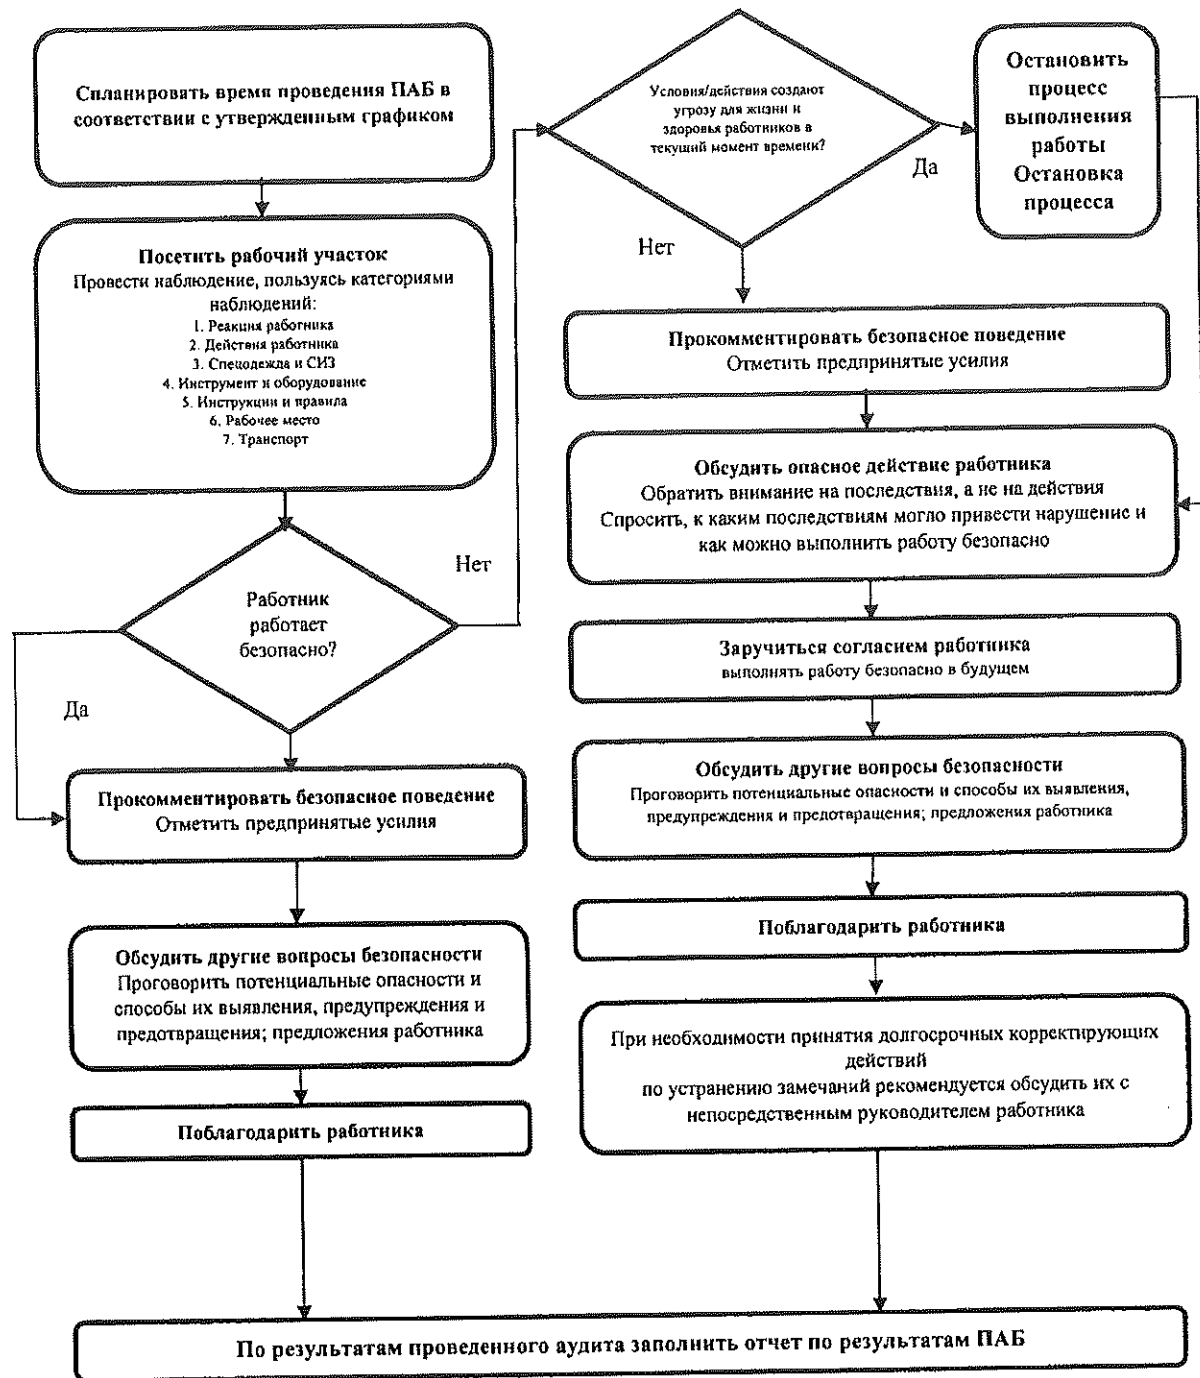 Спланировать время проведения ПАБ в
соответствии с утвержденным графиком
Посетить рабочий участок
Провести наблюдение, пользуясь категориями
наблюдений:
1. Реакция работника
2. Действия работника
3. Спецодежда и СИЗ
4. Инструмент и оборудование
5. Инструкции и правила
6. Рабочее место
7. Транспорт
Работник
работает
безопасно?
Нет
Да
Прокомментировать безопасное поведение
Отметить предпринятые усилия
Обсудить другие вопросы безопасности
Проговорить потенциальные опасности и
способы их выявления, предупреждения и
предотвращения; предложения работника
Поблагодарить работника
Условия/действия создают
угрозу для жизни и
здоровья работников в
текущий момент времени?
Да
Нет
Остановить
процесс
выполнения
работы
Остановка
процесса
Прокомментировать безопасное поведение
Отметить предпринятые усилия
Обсудить опасное действие работника
Обратить внимание на последствия, а не на действия
Спросить, к каким последствиям могло привести нарушение и
как можно выполнить работу безопасно
Заручиться согласием работника
выполнять работу безопасно в будущем
Обсудить другие вопросы безопасности
Проговорить потенциальные опасности и способы их выявления,
предупреждения и предотвращения; предложения работника
Поблагодарить работника
При необходимости принятия долгосрочных корректирующих
действий
по устранению замечаний рекомендуется обсудить их с
непосредственным руководителем работника
По результатам проведенного аудита заполнить отчет по результатам ПАБ